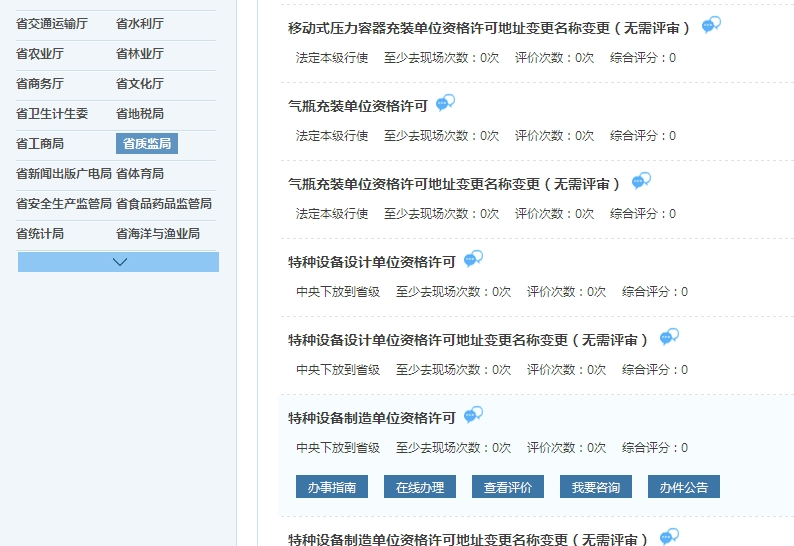 省交通运输厅 省水利厅
省农业厅 省林业厅
省商务厅 省文化厅
省卫生计生委 省地税局
省工商局 省质监局
省新闻出版广电局 省体育局
省安全生产监管局 省食品药品监管局
省统计局 省海洋与渔业局
移动式压力容器充装单位资格许可地址变更名称变更（无需评审）
法定本级行使 至少去现场次数：0次 评价次数：0次 综合评分：0
气瓶充装单位资格许可
法定本级行使 至少去现场次数：0次 评价次数：0次 综合评分：0
气瓶充装单位资格许可地址变更名称变更（无需评审）
法定本级行使 至少去现场次数：0次 评价次数：0次 综合评分：0
特种设备设计单位资格许可
中央下放到省级 至少去现场次数：0次 评价次数：0次 综合评分：0
特种设备设计单位资格许可地址变更名称变更（无需评审）
中央下放到省级 至少去现场次数：0次 评价次数：0次 综合评分：0
特种设备制造单位资格许可
中央下放到省级 至少去现场次数：0次 评价次数：0次 综合评分：0
办事指南 在线办理 查看评价 我要咨询 办件公告
特种设备制造单位资格许可地址变更名称变更（无需评审）